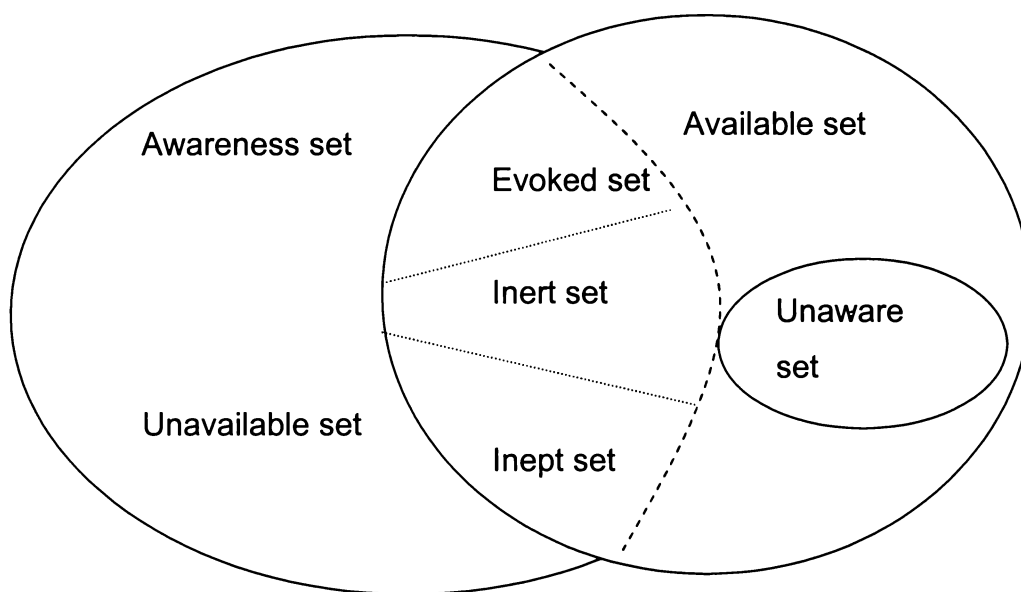 Awareness set
Available set
Evoked set
Inert set
Unaware
set
Unavailable set
Inept set